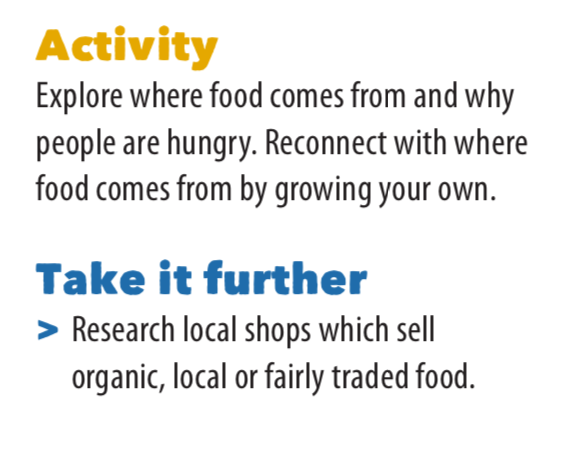 Activity
Explore where food comes from and why
people are hungry. Reconnect with where
food comes from by growing your own.
Take it further
> Research local shops which sell
organic, local or fairly traded food.